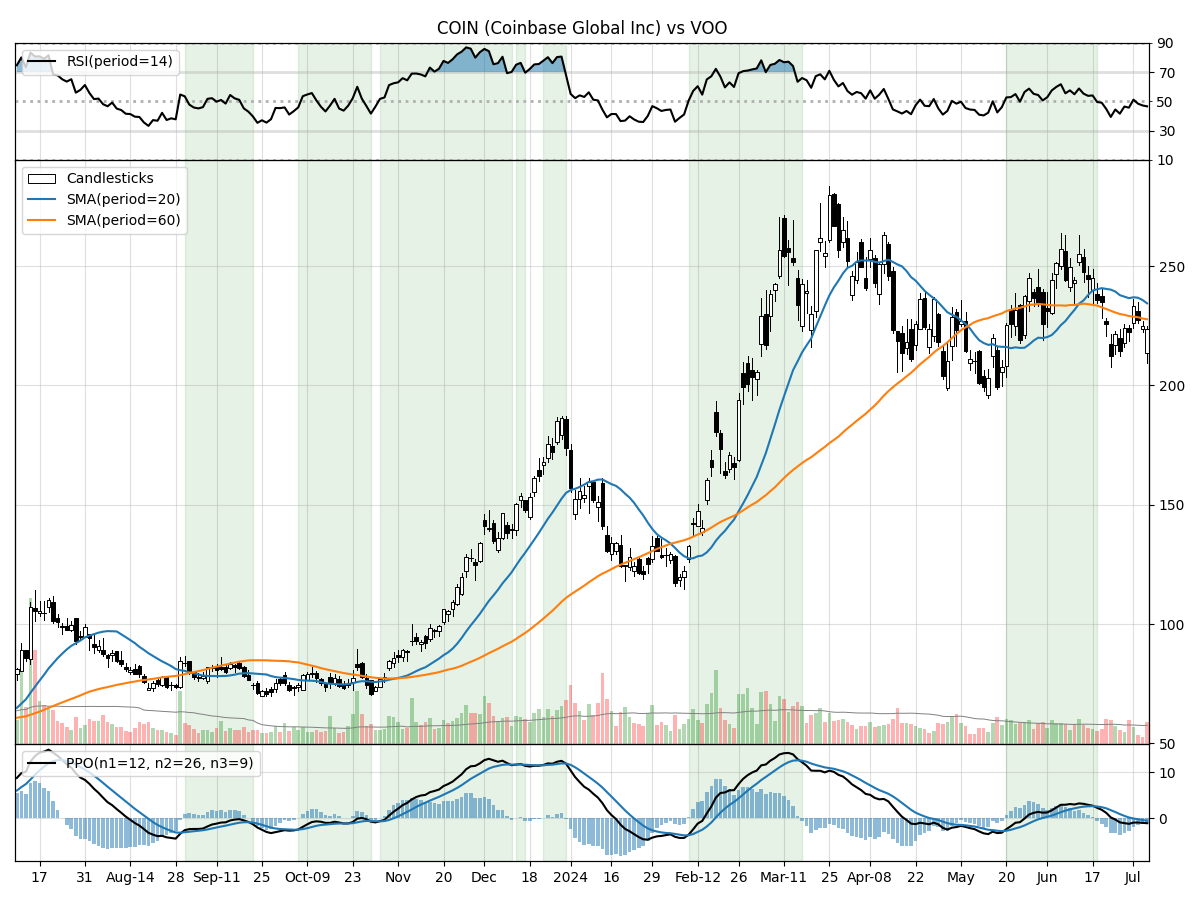 COIN (Coinbase Global Inc) vs VOO
RSI(period=14)
90
70
50
30
10
Candlesticks
SMA(period=20)
SMA(period=60)
250
200
150
100
50
PPO(n1=12, n2=26, n3=9)
10
0
17 31 Aug-14 28 Sep-11 25 Oct-09 23 Nov 20 Dec 18 2024 16 29 Feb-12 26 Mar-11 25 Apr-08 22 May 20 Jun 17 Jul